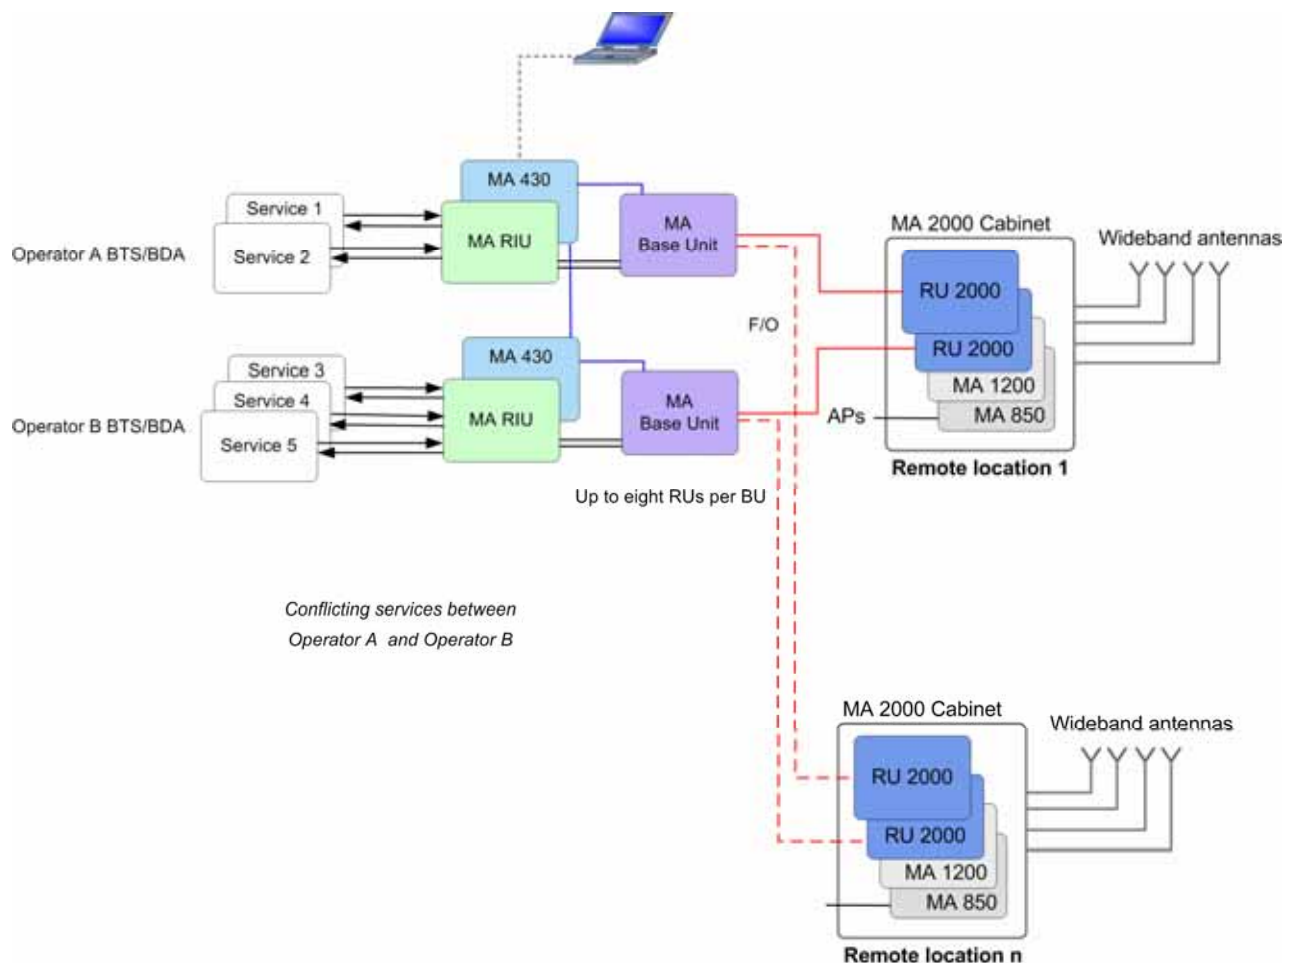 MA 430
Service 1
MA RIU
MA
Base Unit
Operator A BTS/BDA
Service 2
MA 2000 Cabinet
Wideband antennas
RU 2000
RU 2000
MA 1200
APs
MA 850
Remote location 1
F/O
MA 430
Service 3
Service 4
MA RIU
MA
Base Unit
Operator B BTS/BDA
Service 5
Up to eight RUs per BU
Conflicting services between
Operator A and Operator B
MA 2000 Cabinet
Wideband antennas
RU 2000
RU 2000
MA 1200
MA 850
Remote location n